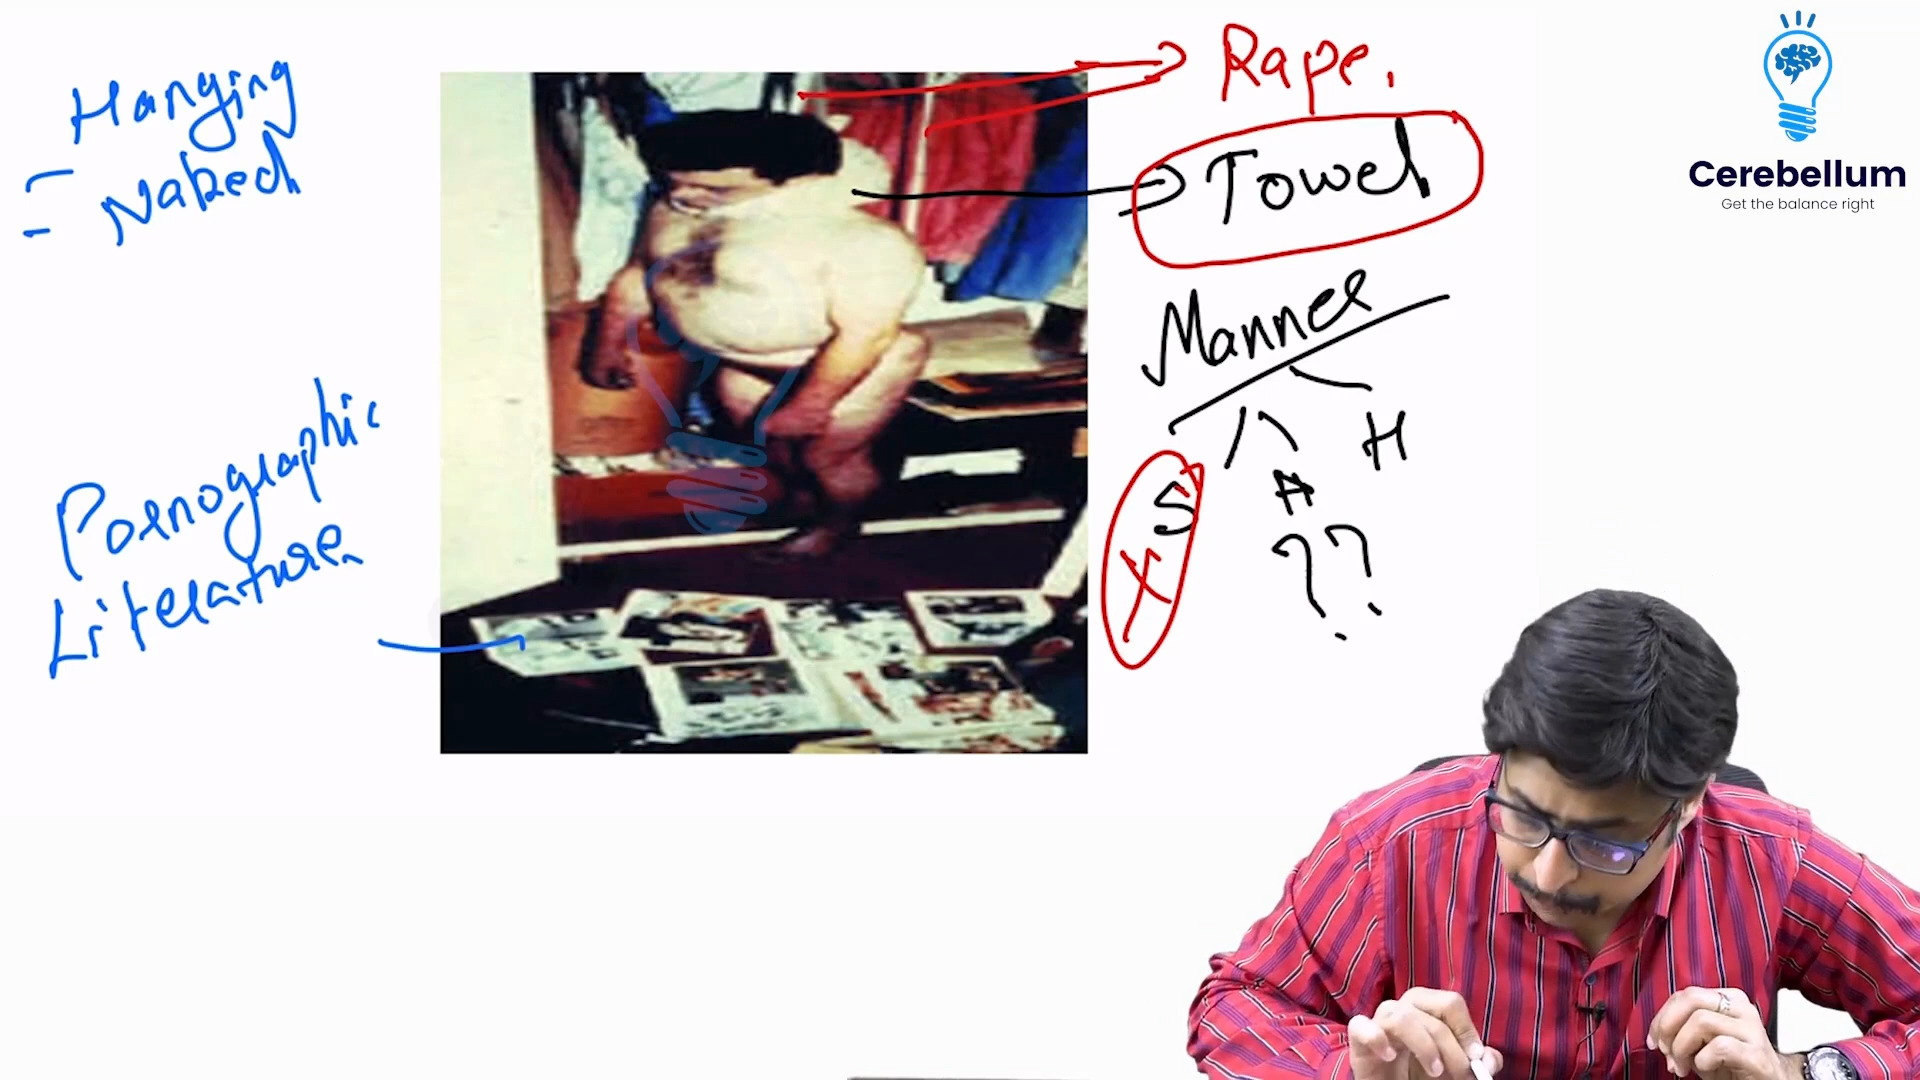 Hanging
Naked
Pornographic
Literature
Rape.
Towel
Manner
S A H
X ??
Cerebellum
Get the balance right